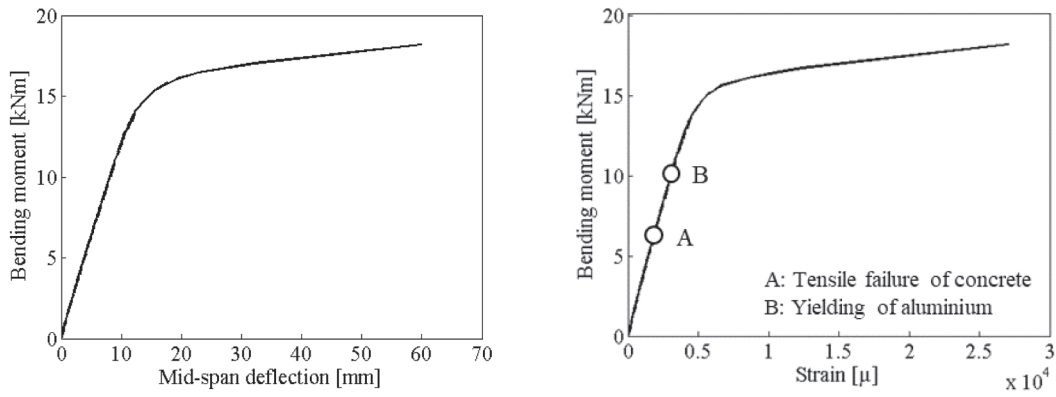 20
15
10
5
0
Bending moment [kNm]
0 10 20 30 40 50 60 70
Mid-span deflection [mm]
20
15
10
5
0
Bending moment [kNm]
B
A
A: Tensile failure of concrete
B: Yielding of aluminium
0 0.5 1 1.5 2 2.5 3
Strain [µ]
x 10⁴